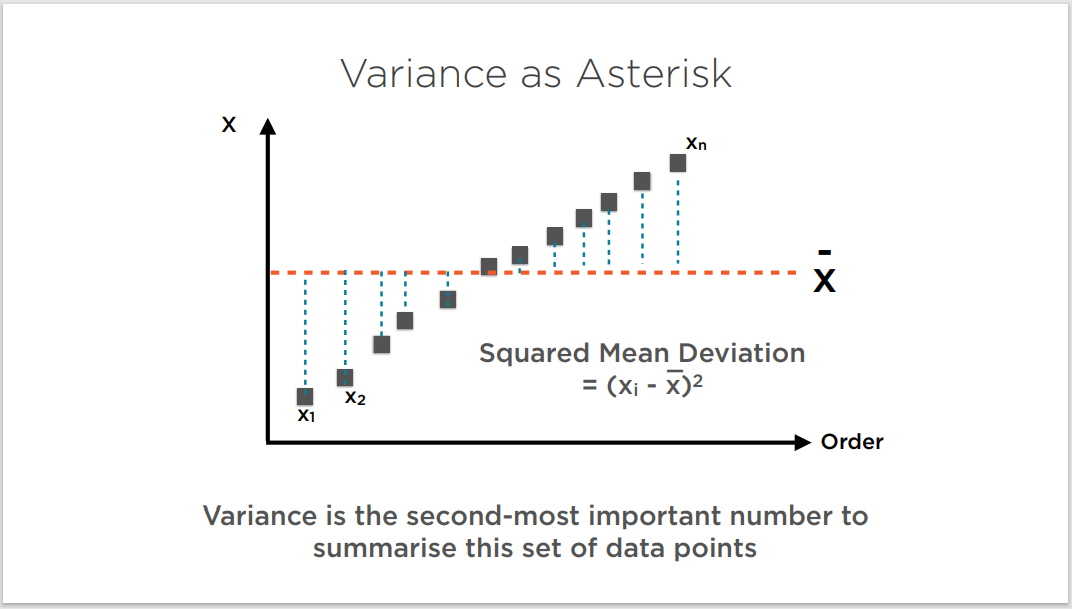 Variance as Asterisk
X
xₙ
x̄
Squared Mean Deviation
= (xᵢ - x̄)²
x₂
x₁
Order
Variance is the second-most important number to
summarise this set of data points